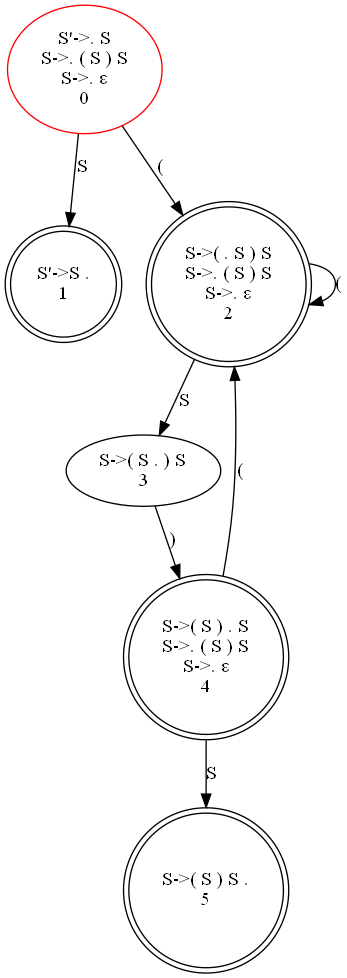 S'->. S
S->. ( S ) S
S->. ε
0
S
(
S'->S .
1
S->( . S ) S
S->. ( S ) S
S->. ε
2
(
S
S->( S . ) S
3
(
)
S->( S ) . S
S->. ( S ) S
S->. ε
4
S
S->( S ) S .
5